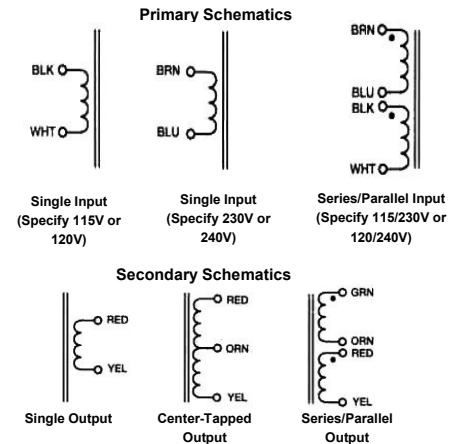 Primary Schematics
BLK
WHT
BRN
BLU
BRN
BLU
BLK
WHT
Single Input
(Specify 115V or
120V)
Single Input
(Specify 230V or
240V)
Series/Parallel Input
(Specify 115/230V or
120/240V)
Secondary Schematics
RED
YEL
RED
ORN
YEL
GRN
ORN
RED
YEL
Single Output
Center-Tapped
Output
Series/Parallel
Output